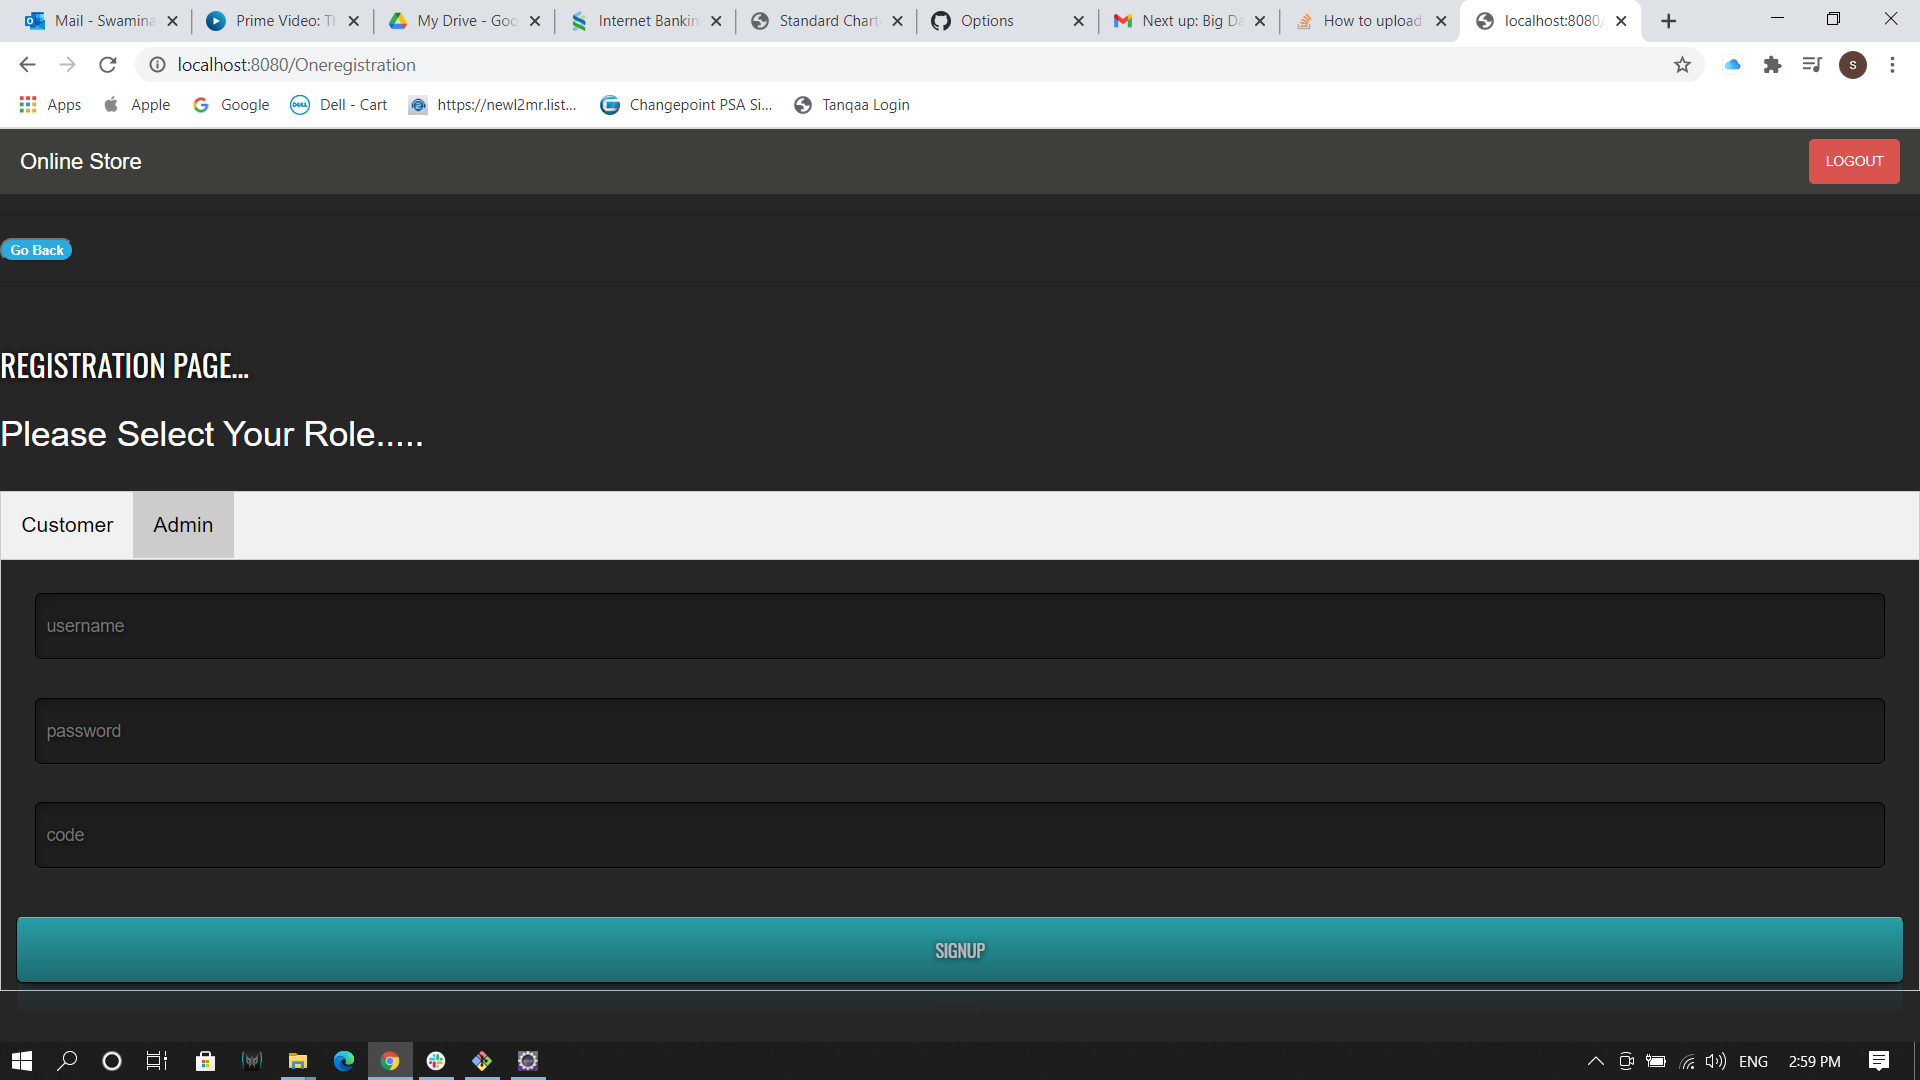 Mail - Swamina
Prime Video: Th
My Drive - Goo
Internet Bankin
Standard Chart
Options
Next up: Big Da
How to upload
localhost:8080/
localhost:8080/Oneregistration
S
Apps
Apple
Google
Dell - Cart
https://newl2mr.list...
Changepoint PSA Si...
Tanqaa Login
Online Store
LOGOUT
Go Back
REGISTRATION PAGE...
Please Select Your Role.....
Customer
Admin
username
password
code
SIGNUP
ENG
2:59 PM